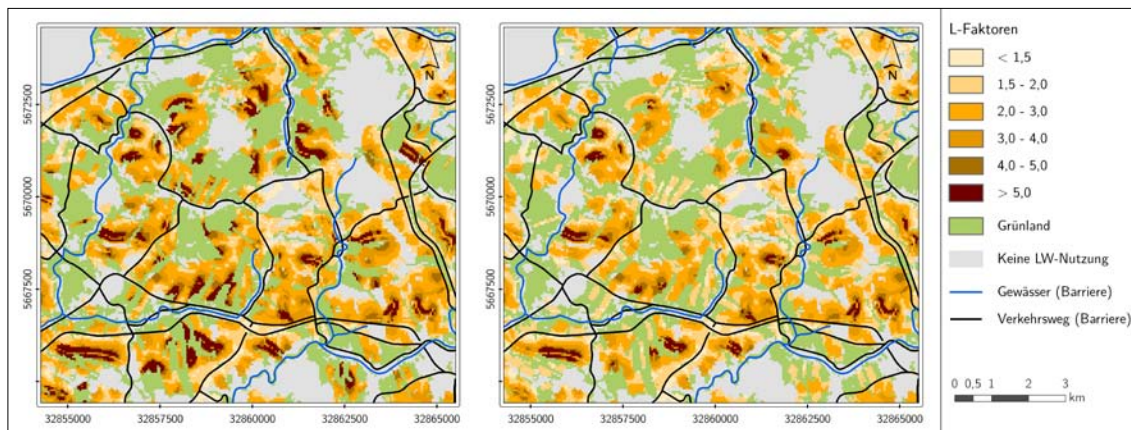 N
5672500
5670000
5667500
32855000 32857500 32860000 32862500 32865000
N
5672500
5670000
5667500
32855000 32857500 32860000 32862500 32865000
L-Faktoren
< 1,5
1,5 - 2,0
2,0 - 3,0
3,0 - 4,0
4,0 - 5,0
> 5,0
Grünland
Keine LW-Nutzung
Gewässer (Barriere)
Verkehrsweg (Barriere)
0 0,5 1 2 3
km